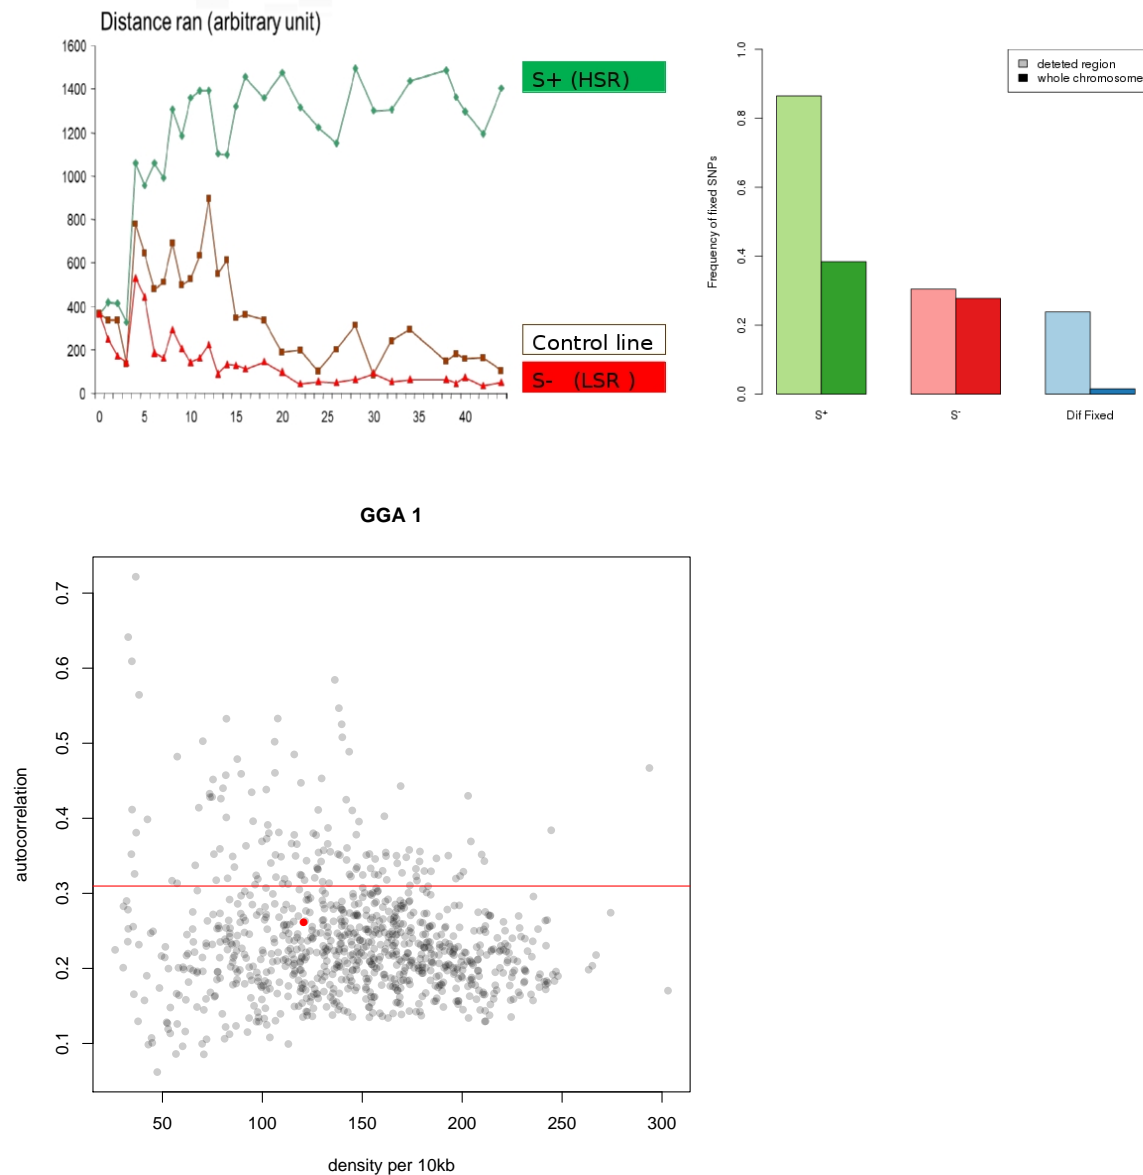 Distance ran (arbitrary unit)
1600
1400
1200
1000
800
600
400
200
0
0 5 10 15 20 25 30 35 40
S+ (HSR)
Control line
S- (LSR )
Frequency of fixed SNPs
1.0
0.8
0.6
0.4
0.2
0.0
deteted region
whole chromosome
S+ S- Dif Fixed
GGA 1
autocorrelation
0.7
0.6
0.5
0.4
0.3
0.2
0.1
50 100 150 200 250 300
density per 10kb